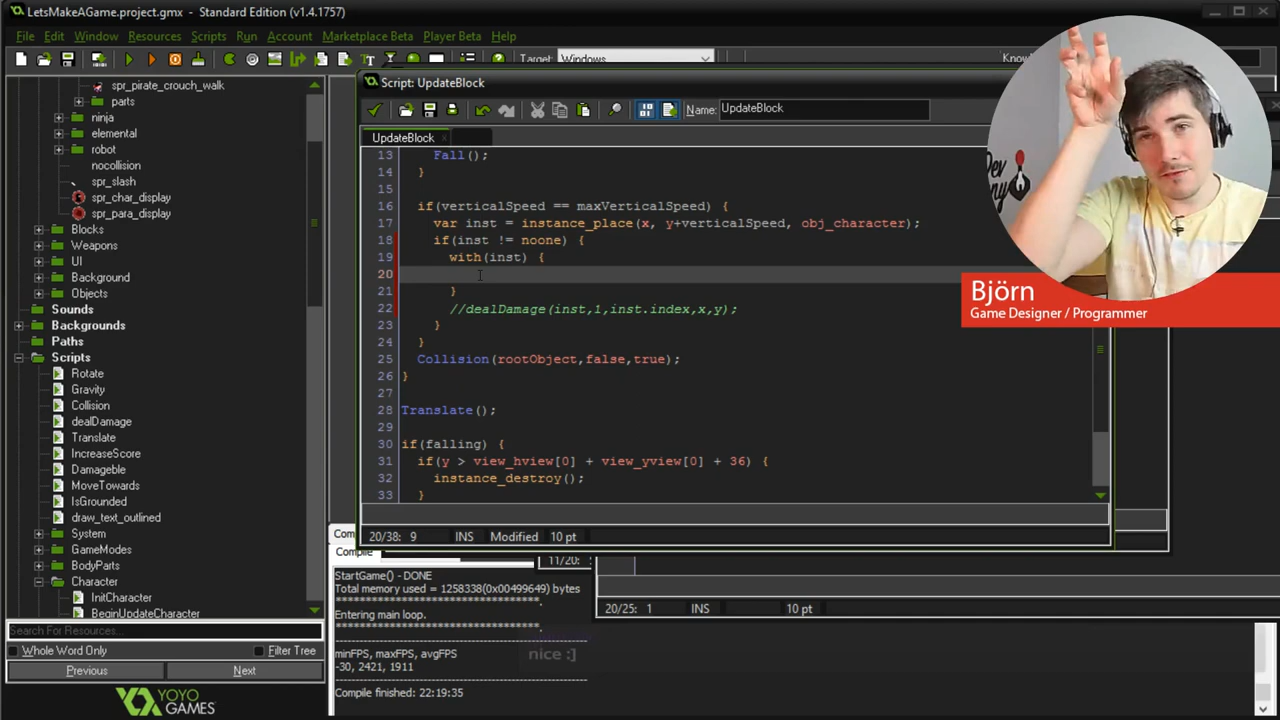 LetsMakeAGame.project.gmx - Standard Edition (v1.4.1757)
File Edit Window Resources Scripts Run Account Marketplace Beta Player Beta Help
Target: Windows
spr_pirate_crouch_walk
parts
ninja
elemental
robot
nocollision
spr_slash
spr_char_display
spr_para_display
Blocks
Weapons
UI
Background
Objects
Sounds
Backgrounds
Paths
Scripts
Rotate
Gravity
Collision
dealDamage
Translate
IncreaseScore
Damageble
MoveTowards
IsGrounded
draw_text_outlined
System
GameModes
BodyParts
Character
InitCharacter
BeginUpdateCharacter
Search For Resources...
Whole Word Only Filter Tree
Previous Next
YOYO
GAMES
Script: UpdateBlock
Name: UpdateBlock
UpdateBlock
13 Fall();
14 }
15
16 if(verticalSpeed == maxVerticalSpeed) {
17 var inst = instance_place(x, y+verticalSpeed, obj_character);
18 if(inst != noone) {
19 with(inst) {
20
21 }
22 //dealDamage(inst,1,inst.index,x,y);
23 }
24 }
25 Collision(rootObject,false,true);
26 }
27
28 Translate();
29
30 if(falling) {
31 if(y > view_hview[0] + view_yview[0] + 36) {
32 instance_destroy();
33 }
20/38: 9 INS Modified 10 pt
Compile
11/20:
StartGame() - DONE
Total memory used = 1258338(0x00499649) bytes
**********************************.
Entering main loop.
**********************************.
minFPS, maxFPS, avgFPS
-30, 2421, 1911
Compile finished: 22:19:35
nice :]
20/25: 1 INS 10 pt
Björn
Game Designer / Programmer